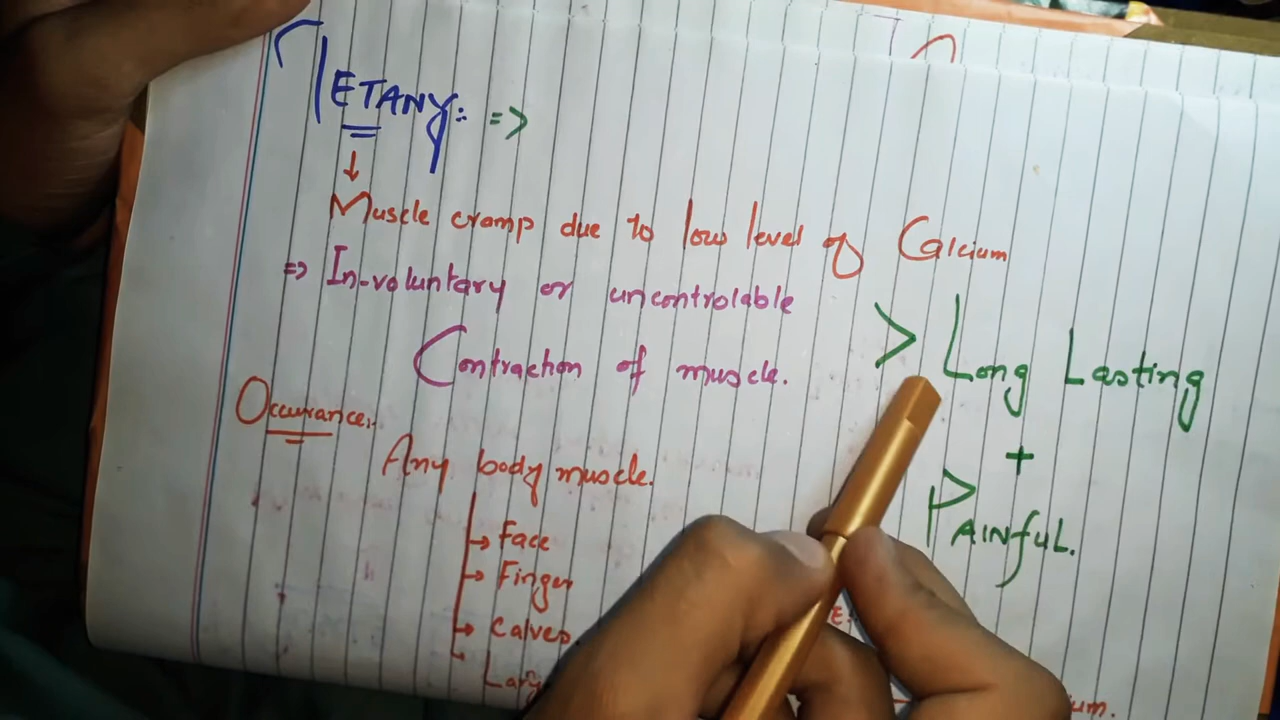 TETANY:- =>
↓
Muscle cramp due to low level of Calcium
=> In-voluntary or uncontrolable
Contraction of muscle.
> Long Lasting
+
PAINfuL.
Occurance:
Any body muscle.
→ Face
→ Finger
→ Calves